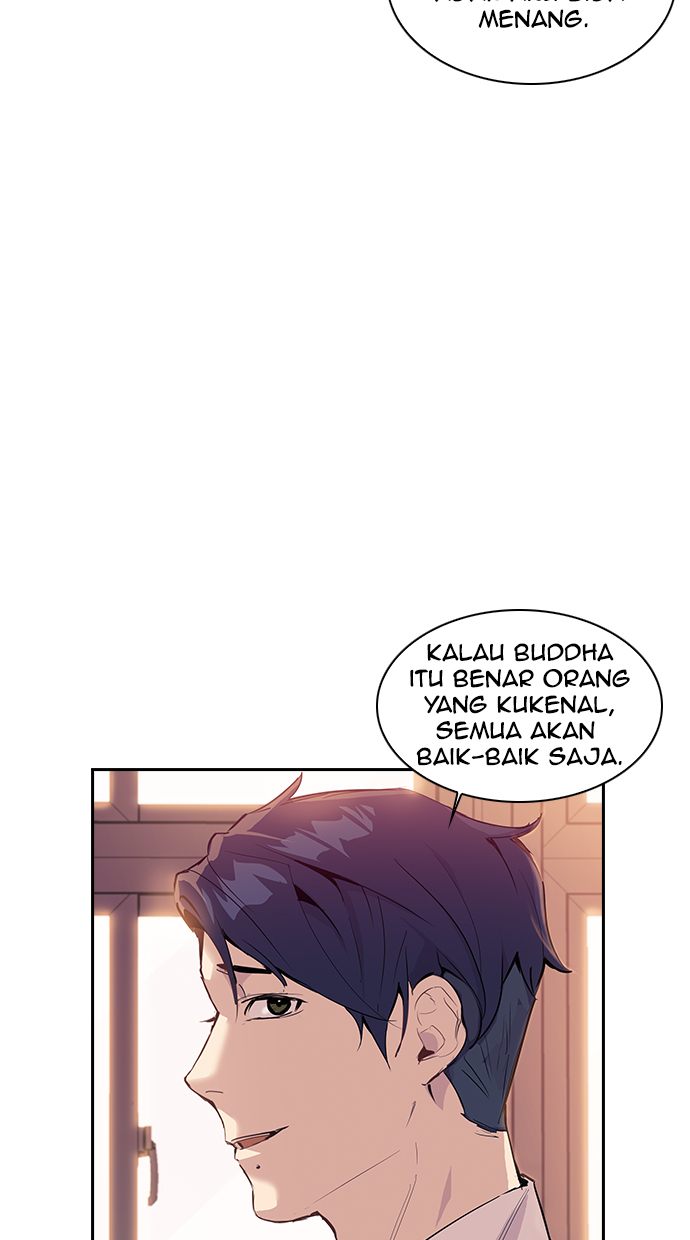 MENANG.
KALAU BUDDHA
ITU BENAR ORANG
YANG KUKENAL,
SEMUA AKAN
BAIK-BAIK SAJA.